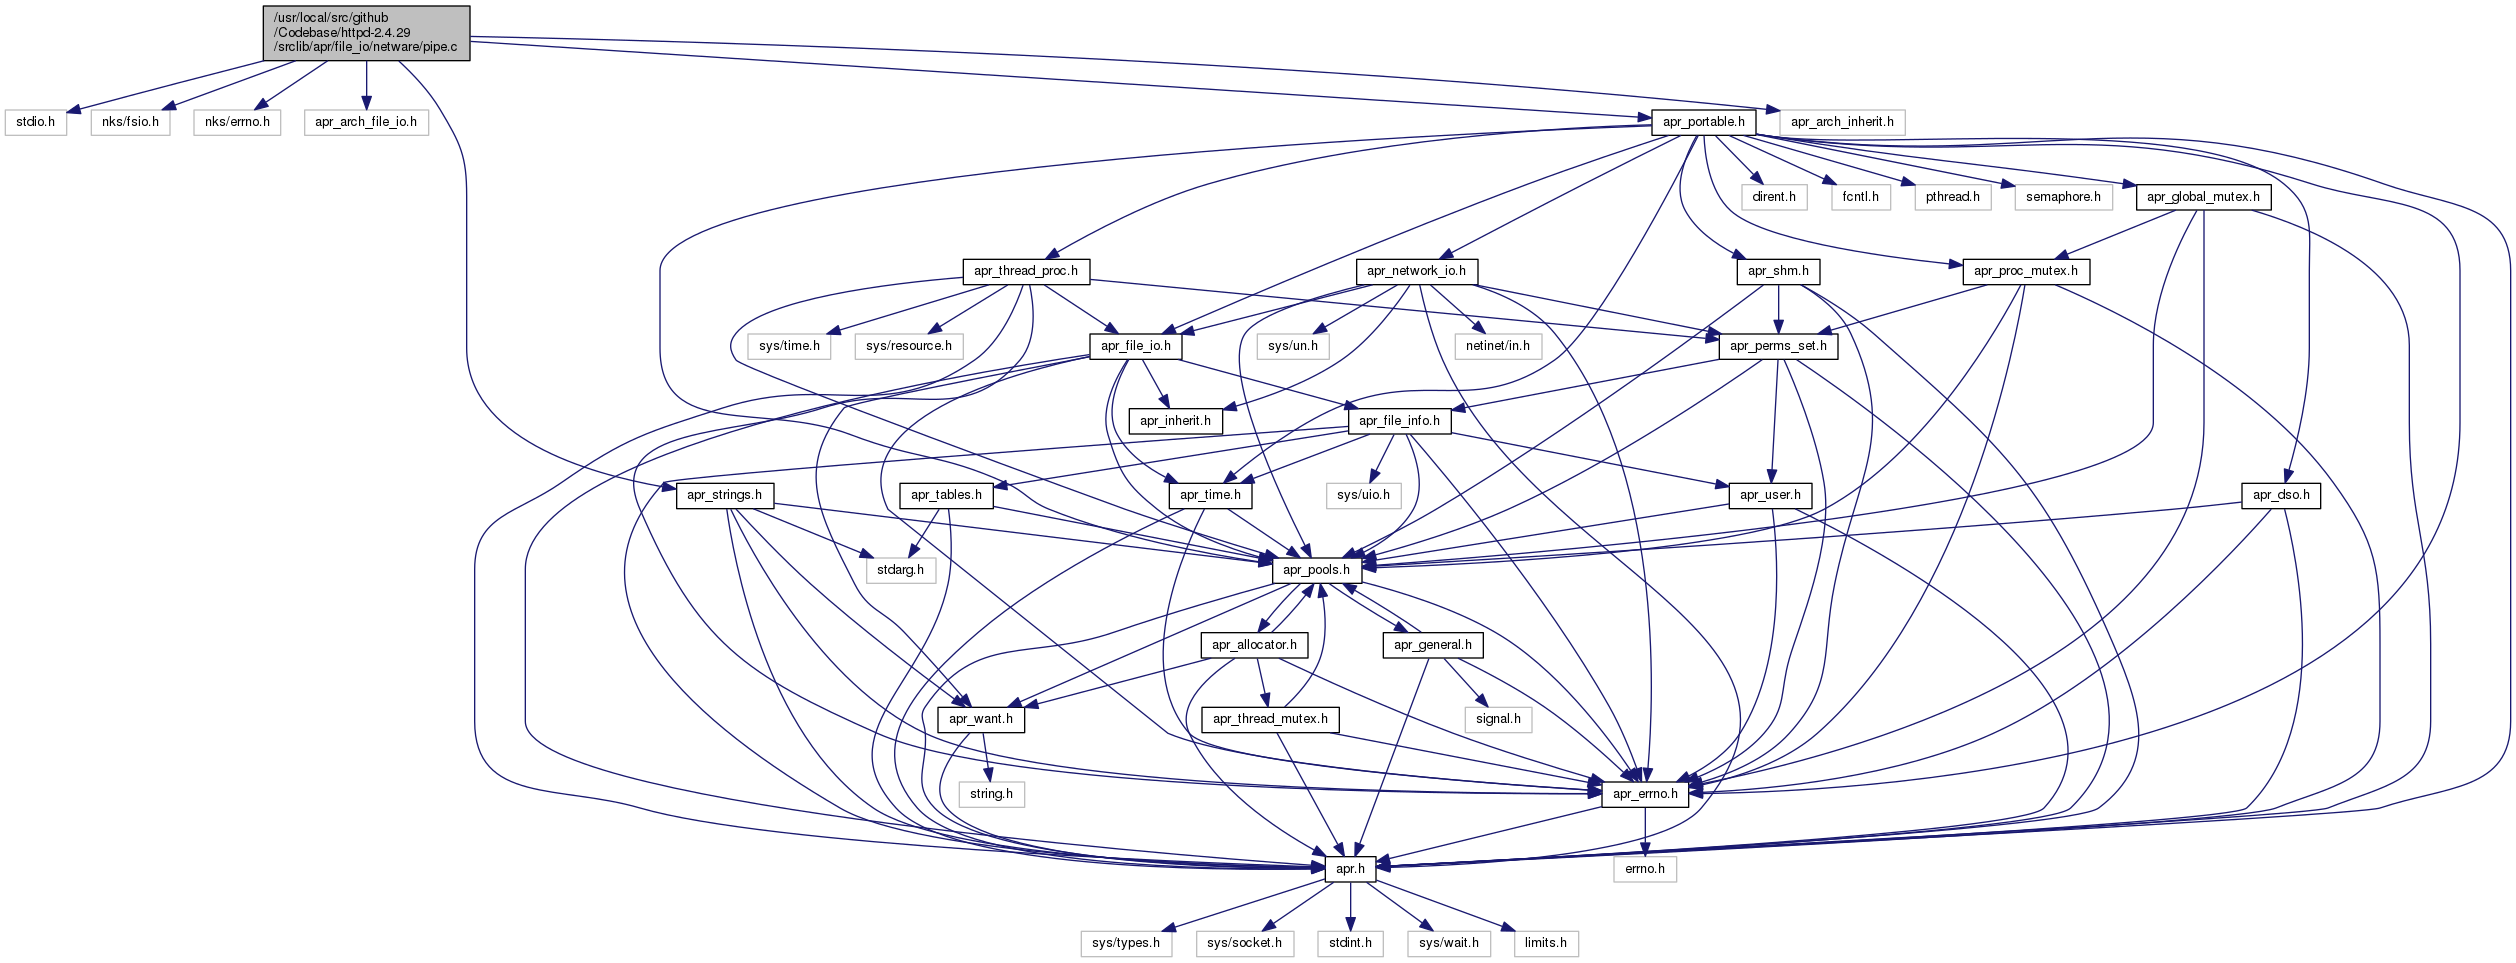 /usr/local/src/github
/Codebase/httpd-2.4.29
/srclib/apr/file_io/netware/pipe.c
stdio.h
nks/fsio.h
nks/errno.h
apr_arch_file_io.h
apr_portable.h
apr_arch_inherit.h
dirent.h
fcntl.h
pthread.h
semaphore.h
apr_global_mutex.h
apr_thread_proc.h
apr_network_io.h
apr_shm.h
apr_proc_mutex.h
sys/time.h
sys/resource.h
apr_file_io.h
sys/un.h
netinet/in.h
apr_perms_set.h
apr_inherit.h
apr_file_info.h
apr_strings.h
apr_tables.h
apr_time.h
sys/uio.h
apr_user.h
apr_dso.h
stdarg.h
apr_pools.h
apr_allocator.h
apr_general.h
apr_want.h
apr_thread_mutex.h
signal.h
string.h
apr_errno.h
apr.h
errno.h
sys/types.h
sys/socket.h
stdint.h
sys/wait.h
limits.h